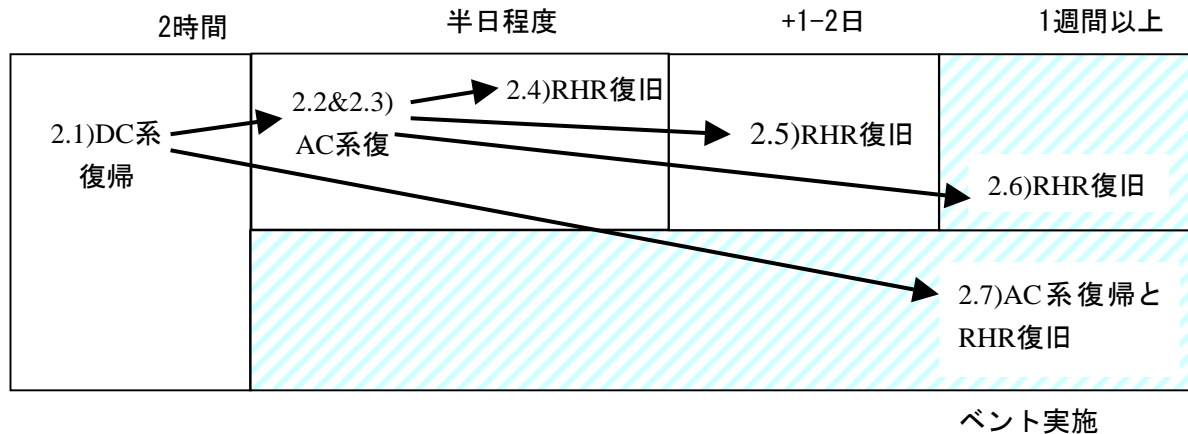 2時間 半日程度 +1-2日 1週間以上
2.1)DC系
復帰
2.2&2.3)
AC系復
2.4)RHR復旧
2.5)RHR復旧
2.6)RHR復旧
2.7)AC系復帰と
RHR復旧
ベント実施